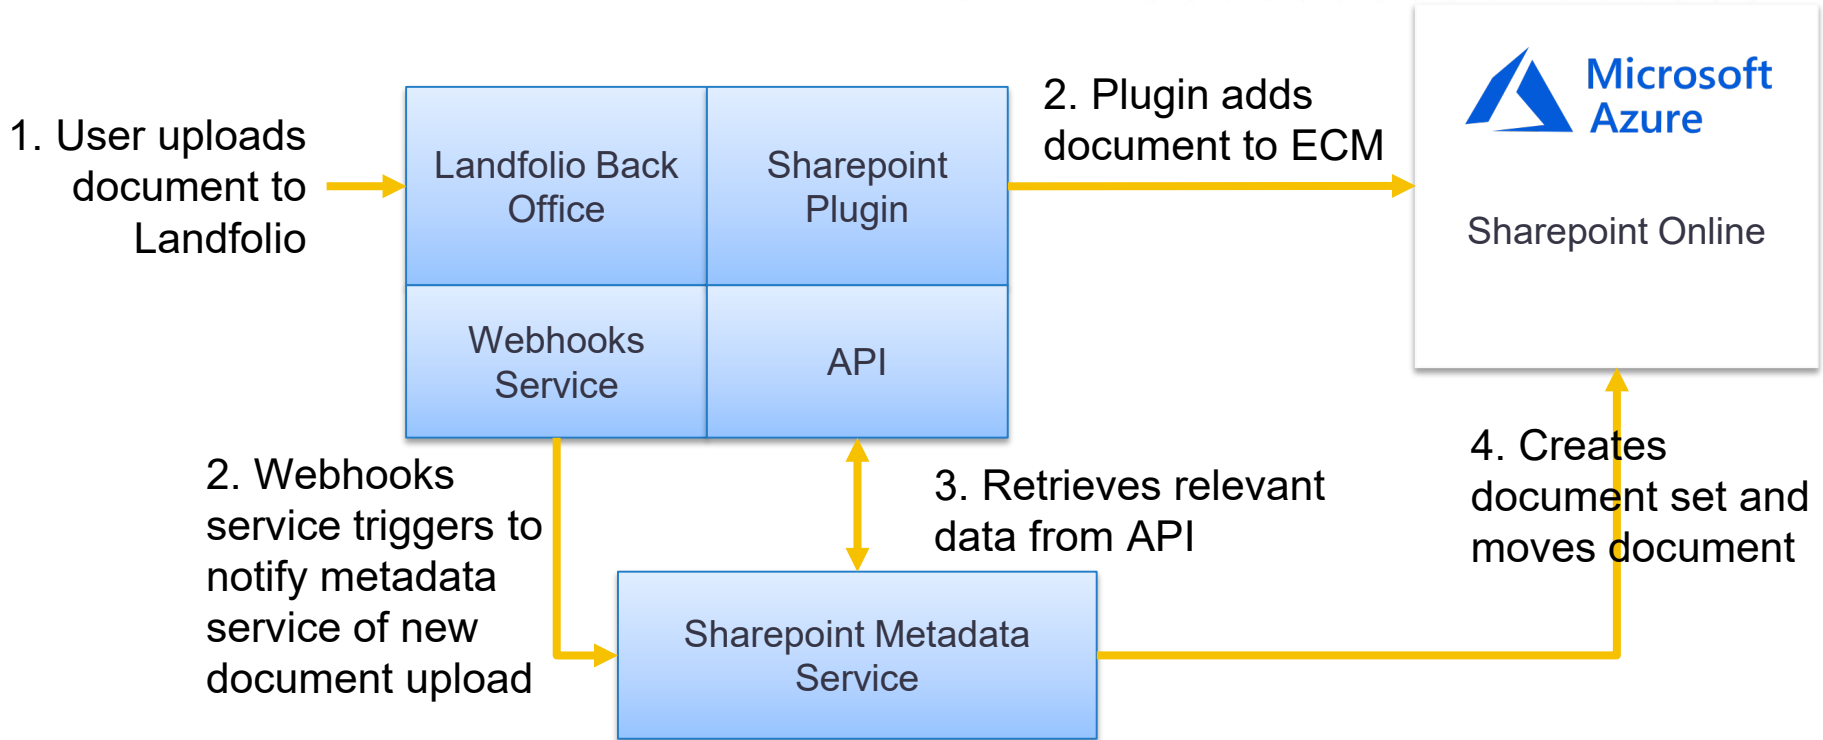 1. User uploads
document to
Landfolio
Landfolio Back
Office
Sharepoint
Plugin
Webhooks
Service
API
2. Plugin adds
document to ECM
Microsoft
Azure
Sharepoint Online
2. Webhooks
service triggers to
notify metadata
service of new
document upload
3. Retrieves relevant
data from API
4. Creates
document set and
moves document
Sharepoint Metadata
Service